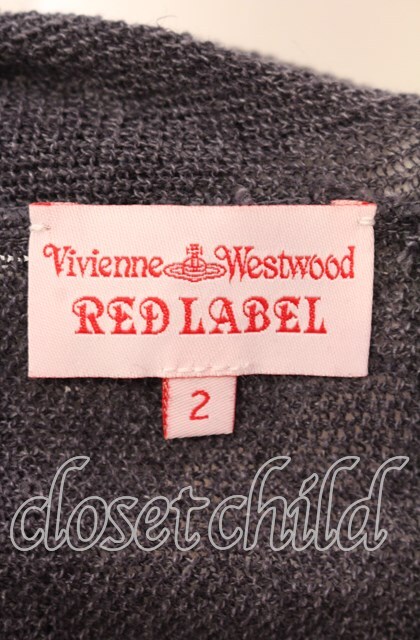 Vivienne Westwood
RED LABEL
2
closet child